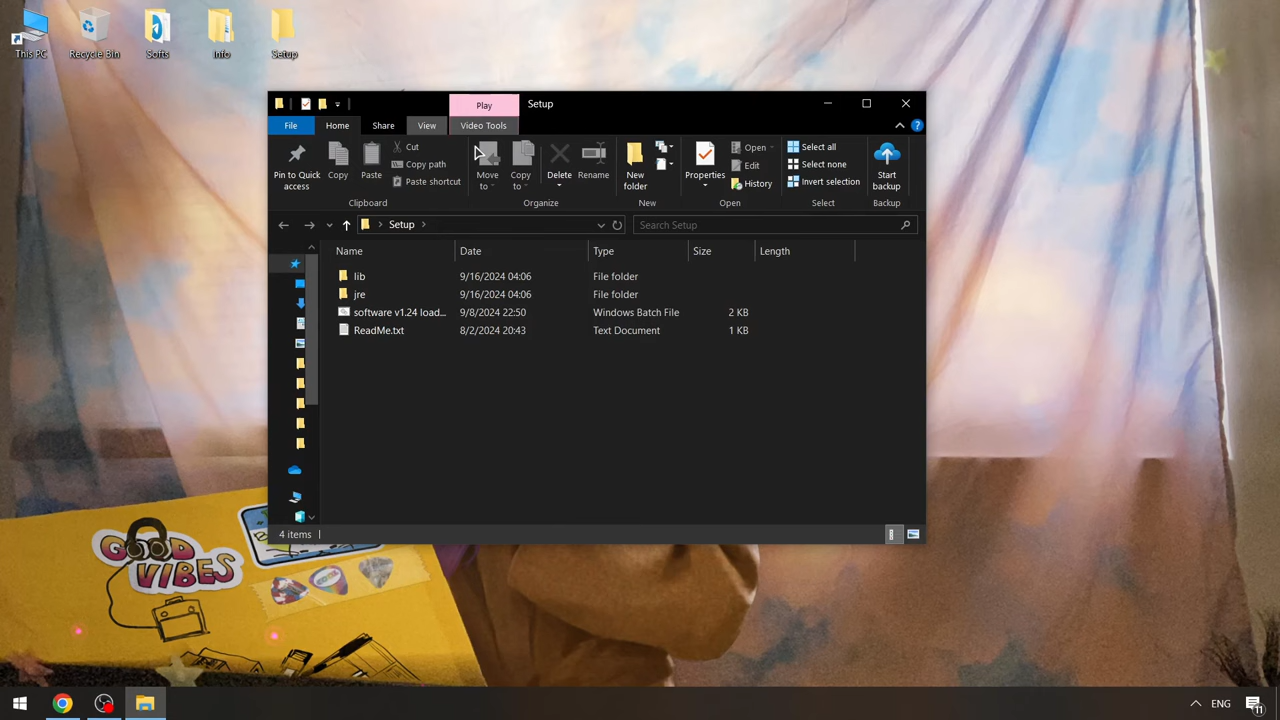 This PC
Recycle Bin
Softs
Info
Setup
Play
Setup
File
Home
Share
View
Video Tools
Pin to Quick access
Copy
Paste
Cut
Copy path
Paste shortcut
Move to
Copy to
Delete
Rename
New folder
Properties
Open
Edit
History
Select all
Select none
Invert selection
Start backup
Clipboard
Organize
New
Open
Select
Backup
Setup
Search Setup
Name
Date
Type
Size
Length
lib 9/16/2024 04:06 File folder
jre 9/16/2024 04:06 File folder
software v1.24 load... 9/8/2024 22:50 Windows Batch File 2 KB
ReadMe.txt 8/2/2024 20:43 Text Document 1 KB
4 items
GOOD
VIBES
ENG
11